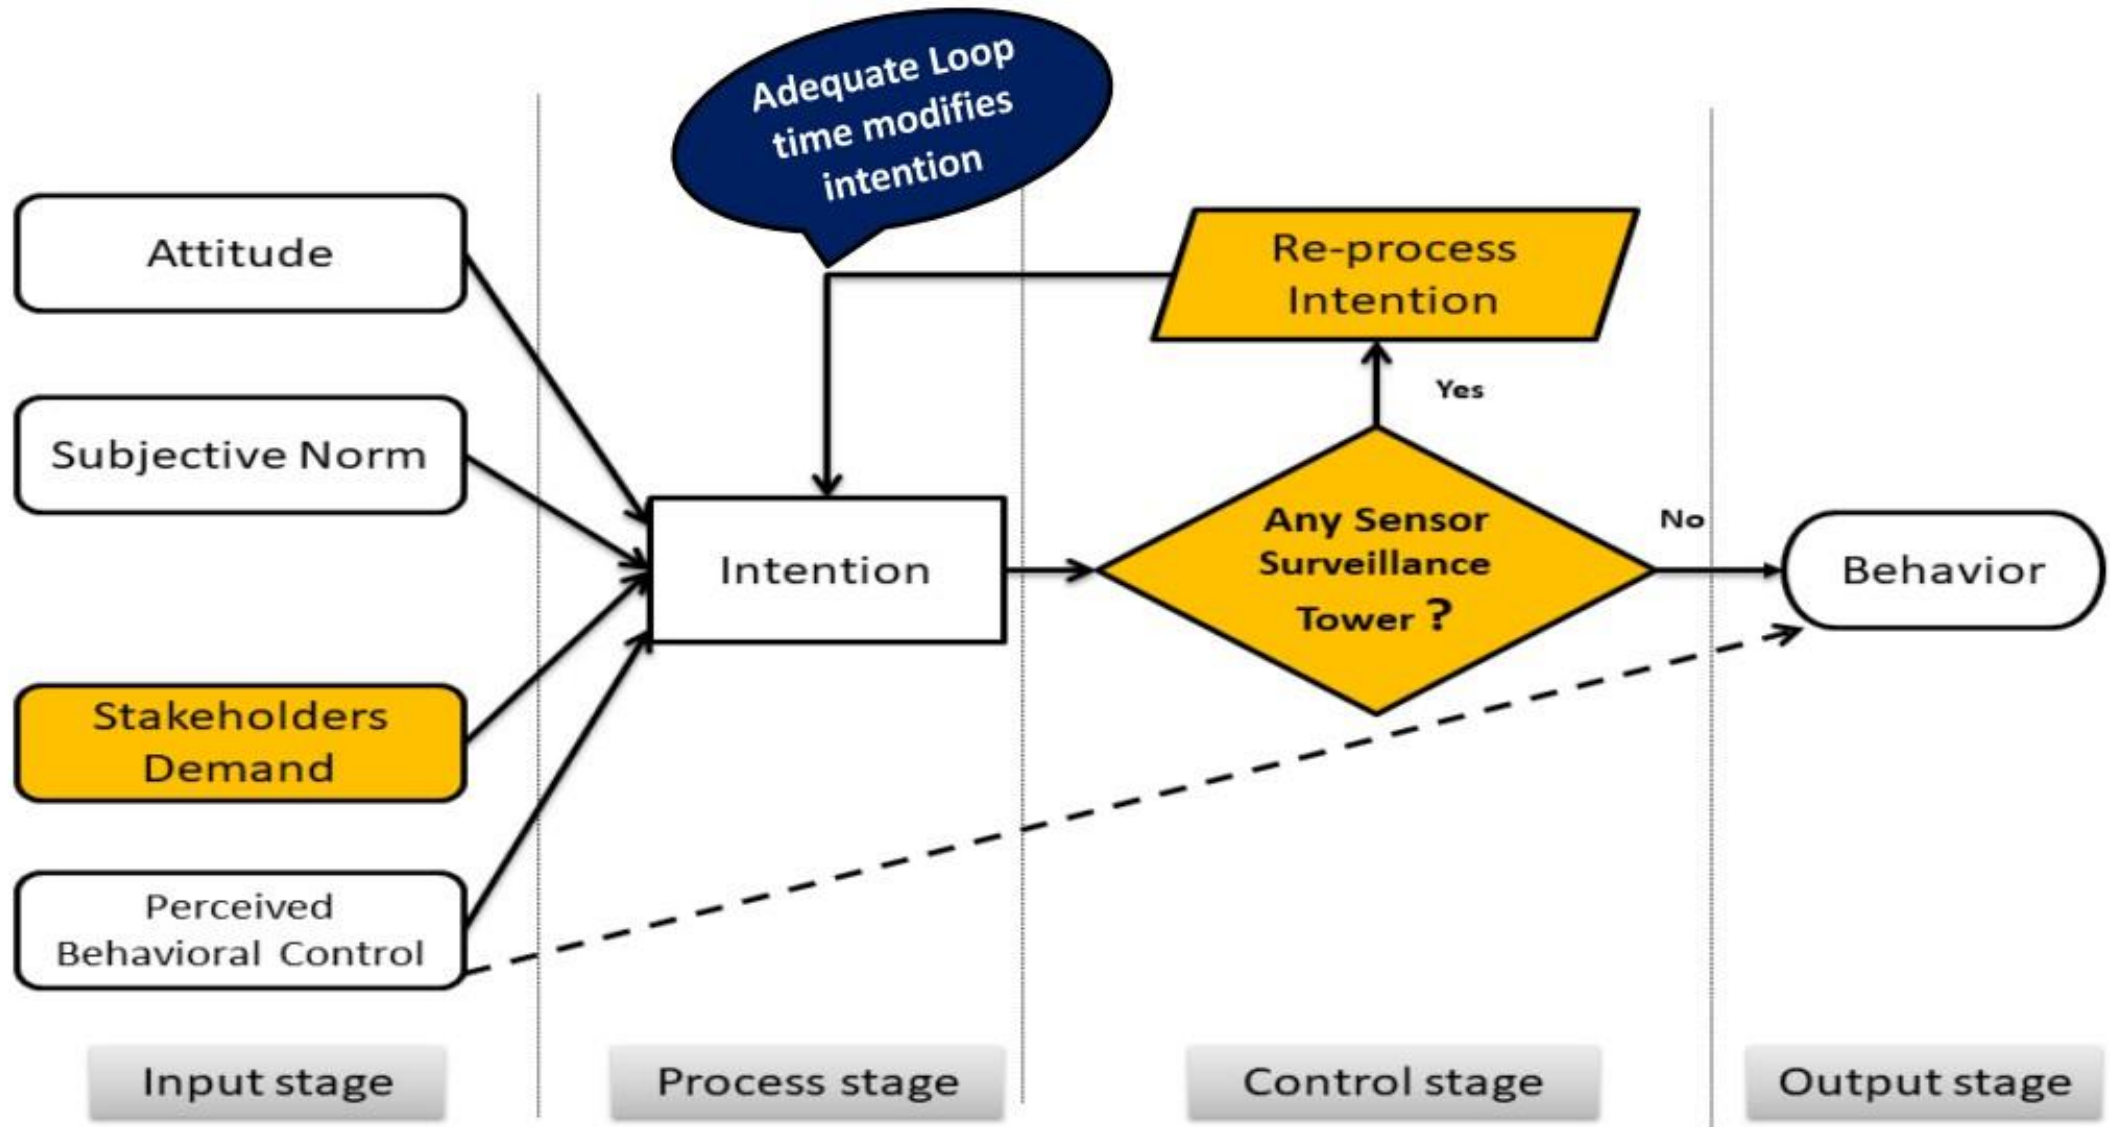 Adequate Loop
time modifies
intention
Attitude
Subjective Norm
Stakeholders
Demand
Perceived
Behavioral Control
Intention
Re-process
Intention
Yes
Any Sensor
Surveillance
Tower ?
No
Behavior
Input stage
Process stage
Control stage
Output stage